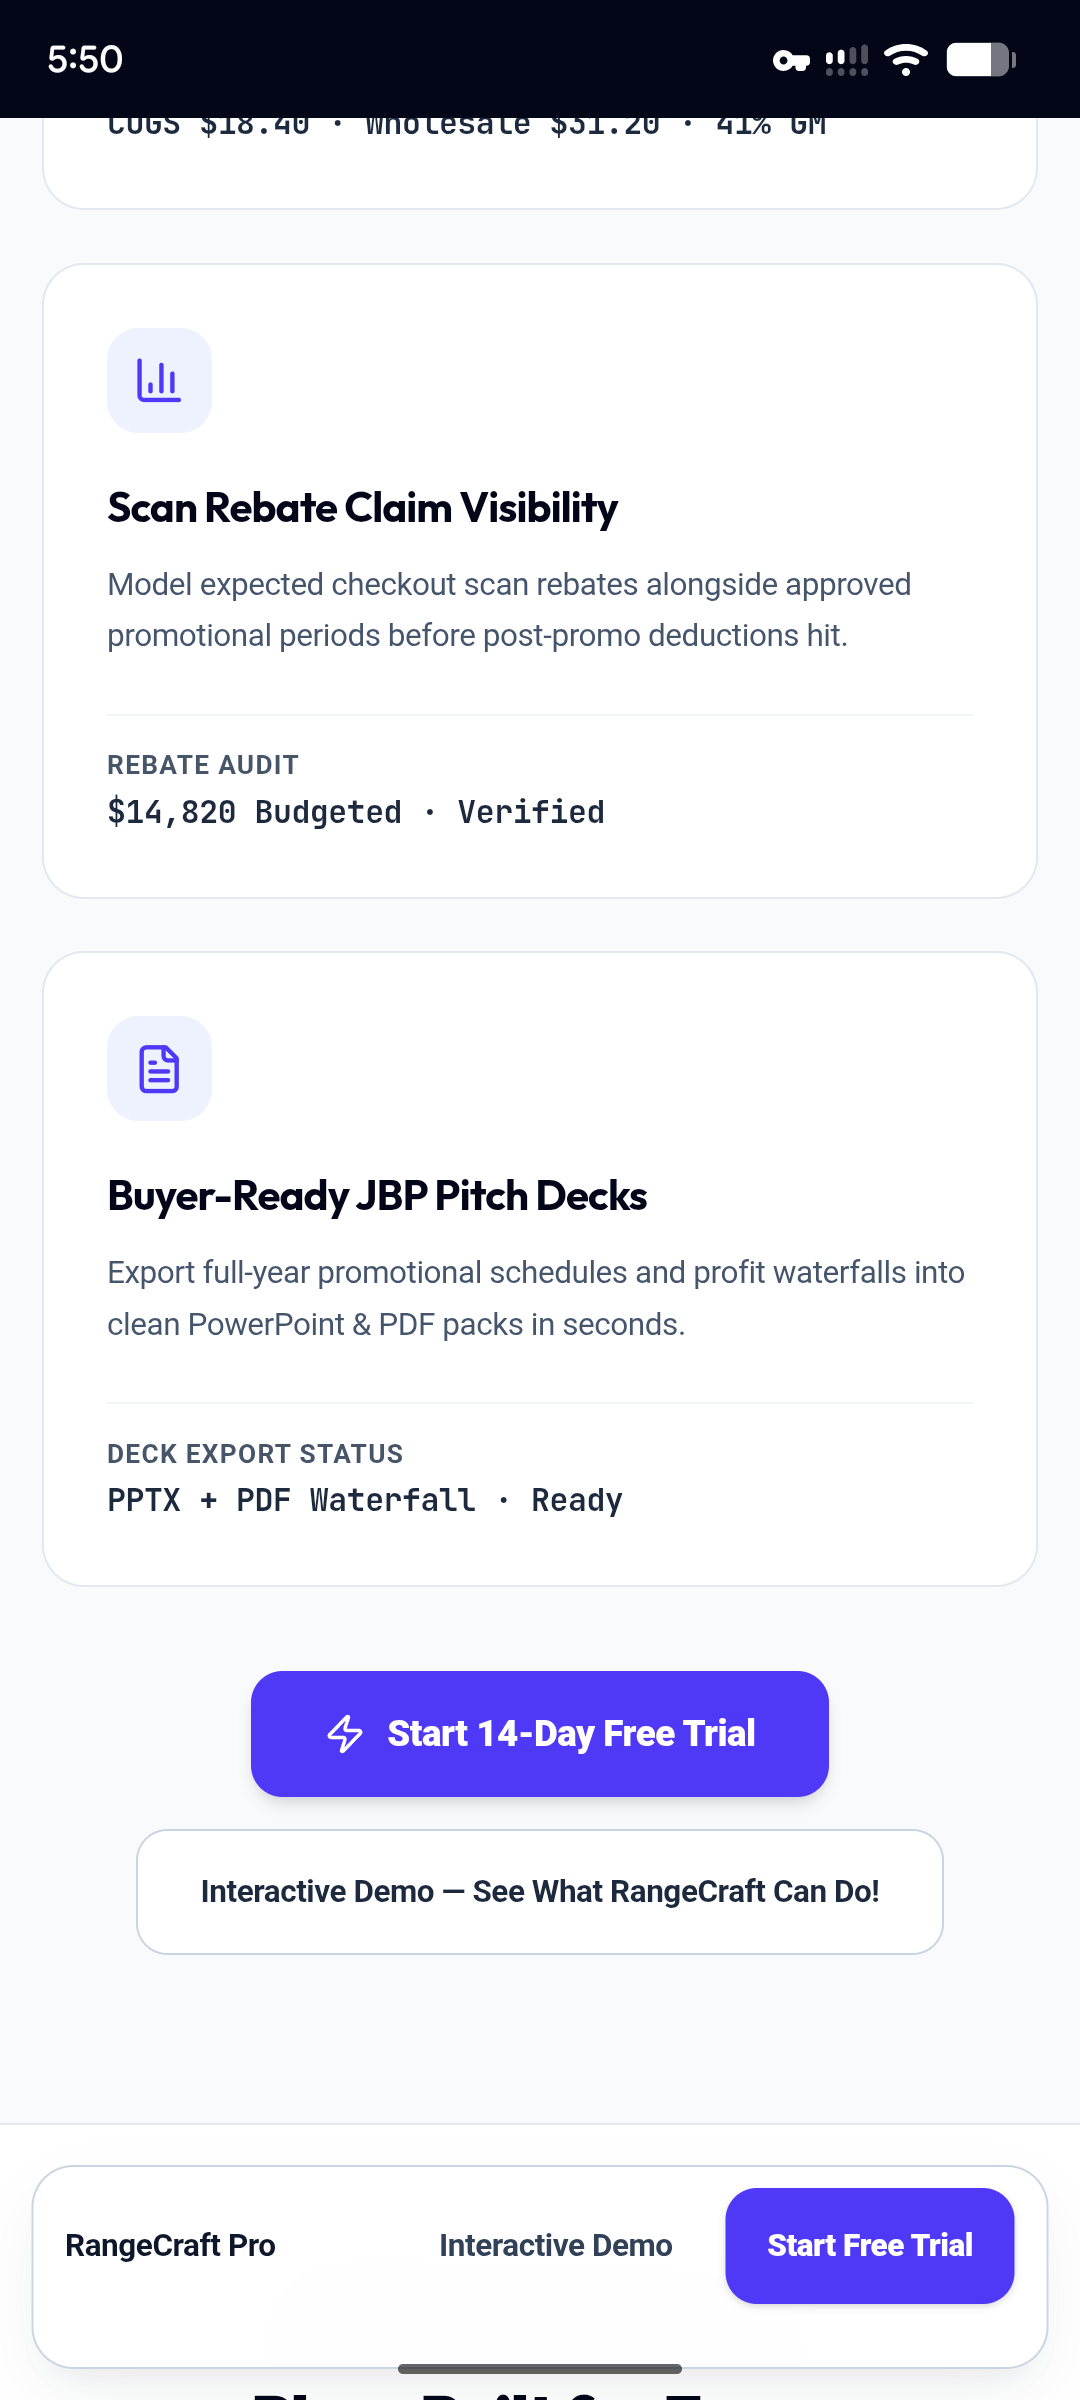 5:50
COGS $18.40 · Wholesale $31.20 · 41% GM
Scan Rebate Claim Visibility
Model expected checkout scan rebates alongside approved
promotional periods before post-promo deductions hit.
REBATE AUDIT
$14,820 Budgeted · Verified
Buyer-Ready JBP Pitch Decks
Export full-year promotional schedules and profit waterfalls into
clean PowerPoint & PDF packs in seconds.
DECK EXPORT STATUS
PPTX + PDF Waterfall · Ready
Start 14-Day Free Trial
Interactive Demo — See What RangeCraft Can Do!
RangeCraft Pro
Interactive Demo
Start Free Trial